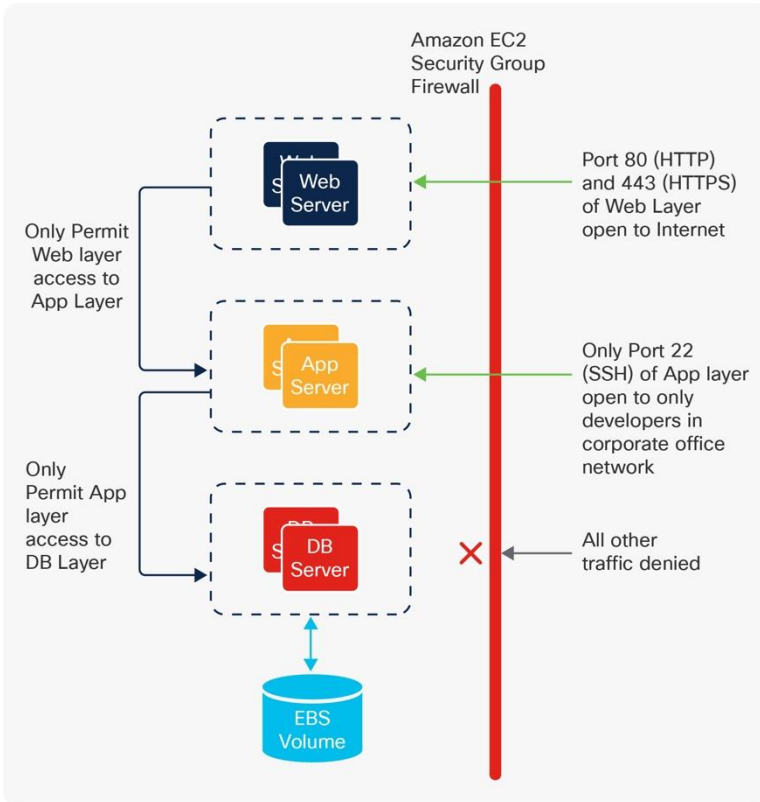 Amazon EC2
Security Group
Firewall
Web
Server
Port 80 (HTTP)
and 443 (HTTPS)
of Web Layer
open to Internet
Only Permit
Web layer
access to
App Layer
App
Server
Only Port 22
(SSH) of App layer
open to only
developers in
corporate office
network
Only
Permit App
layer
access to
DB Layer
DB
Server
All other
traffic denied
EBS
Volume